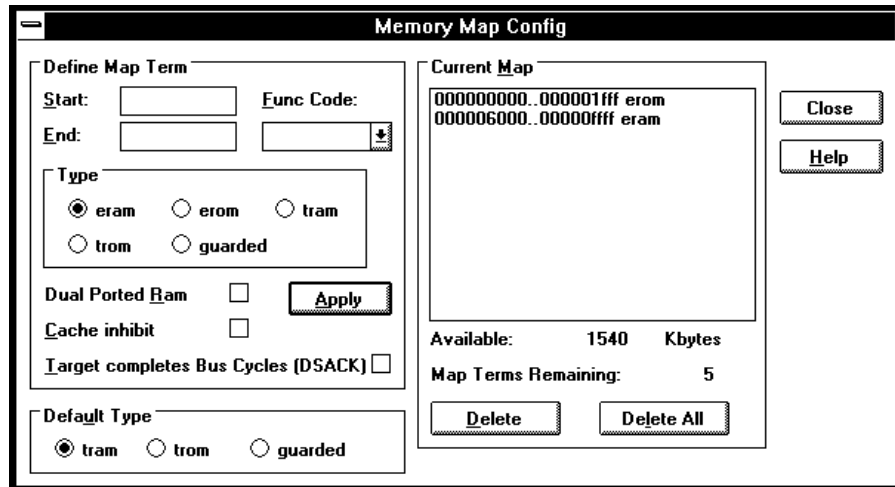 Memory Map Config
Define Map Term
Start:
Func Code:
End:
Type
eram erom tram
trom guarded
Dual Ported Ram
Apply
Cache inhibit
Target completes Bus Cycles (DSACK)
Default Type
tram trom guarded
Current Map
000000000..000001fff erom
000006000..00000ffff eram
Available: 1540 Kbytes
Map Terms Remaining: 5
Delete Delete All
Close
Help